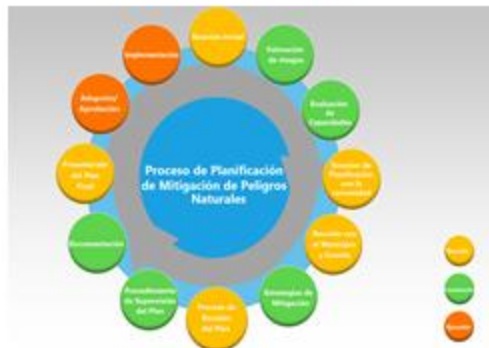 Reunión Inicial
Estimación
de riesgos
Evaluación
de
Capacidades
Reunión de
Planificación
con la
comunidad
Reunión con
el Municipio
y
Estrategias de
Mitigación
Proceso de
Revisión
del Plan
Procedimiento
de Supervisión
del Plan
Documentación
Presentación
del Plan
Final
Adopción/
Aprobación
Implementación
Proceso de Planificación
de Mitigación de Peligros
Naturales
Reunión